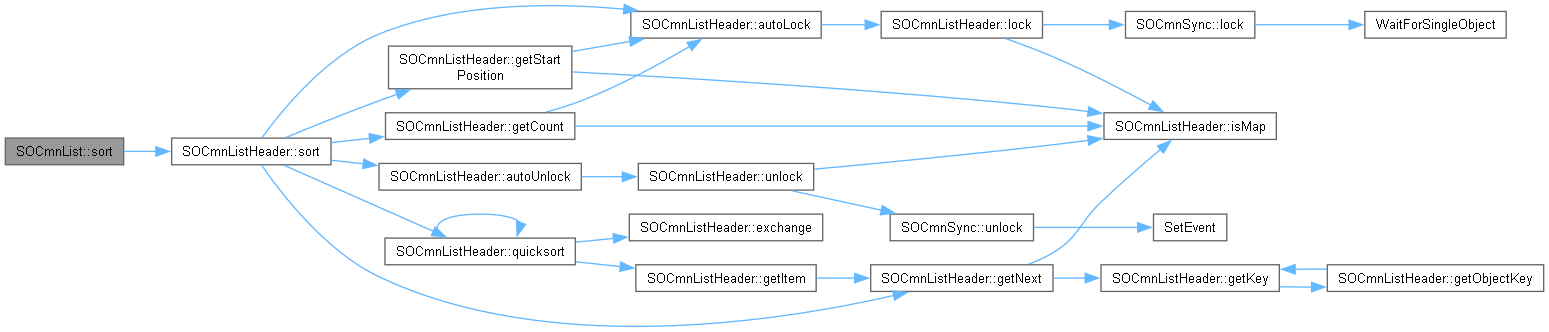 SOCmnList::sort
SOCmnListHeader::sort
SOCmnListHeader::autoLock
SOCmnListHeader::getStart
Position
SOCmnListHeader::getCount
SOCmnListHeader::autoUnlock
SOCmnListHeader::quicksort
SOCmnListHeader::lock
SOCmnSync::lock
WaitForSingleObject
SOCmnListHeader::isMap
SOCmnListHeader::unlock
SOCmnSync::unlock
SetEvent
SOCmnListHeader::exchange
SOCmnListHeader::getItem
SOCmnListHeader::getNext
SOCmnListHeader::getKey
SOCmnListHeader::getObjectKey